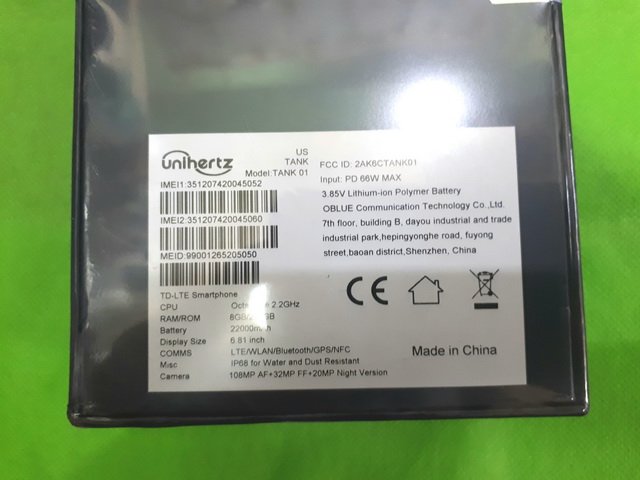 unihertz
US
TANK
Model:TANK 01
IMEI1:351207420045052
IMEI2:351207420045060
MEID:99001265205050
TD-LTE Smartphone
CPU 2.2GHz
RAM/ROM
Battery 22000mAh
Display Size 6.81 inch
COMMS LTE/WLAN/Bluetooth/GPS/NFC
Misc IP68 for Water and Dust Resistant
Camera 108MP AF+32MP FF+20MP Night Version
FCC ID: 2AK6CTANK01
Input: PD 66W MAX
3.85V Lithium-ion Polymer Battery
OBLUE Communication Technology Co.,Ltd.
7th floor, building B, dayou industrial and trade
industrial park,hepingyonghe road, fuyong
street,baoan district,Shenzhen, China
CE
Made in China